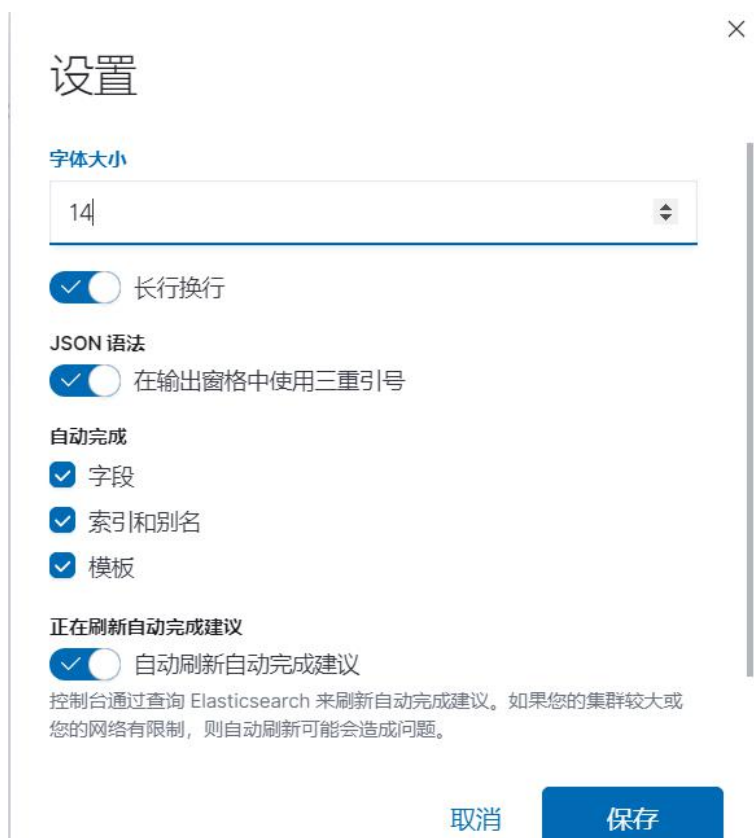 设置
字体大小
14
长行换行
JSON 语法
在输出窗格中使用三重引号
自动完成
字段
索引和别名
模板
正在刷新自动完成建议
自动刷新自动完成建议
控制台通过查询 Elasticsearch 来刷新自动完成建议。如果您的集群较大或
您的网络有限制，则自动刷新可能会造成问题。
取消
保存